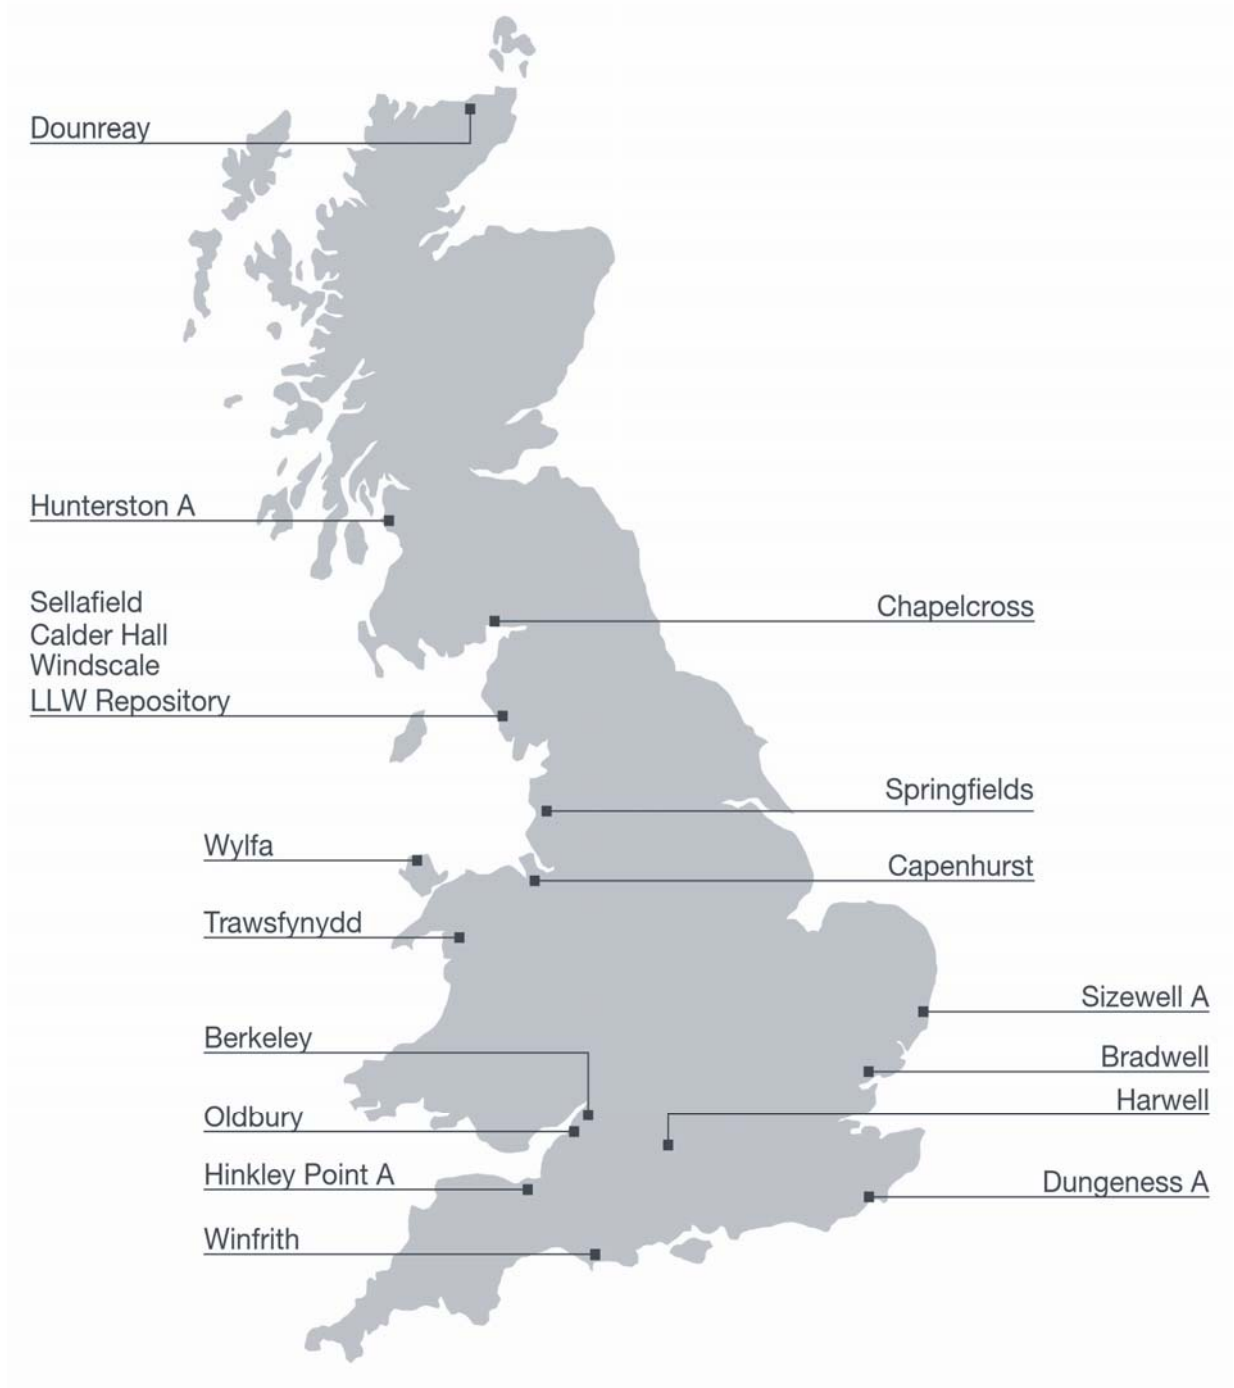 Dounreay
Hunterston A
Sellafield
Calder Hall
Windscale
LLW Repository
Chapelcross
Springfields
Wylfa
Capenhurst
Trawsfynydd
Sizewell A
Berkeley
Bradwell
Harwell
Oldbury
Hinkley Point A
Dungeness A
Winfrith